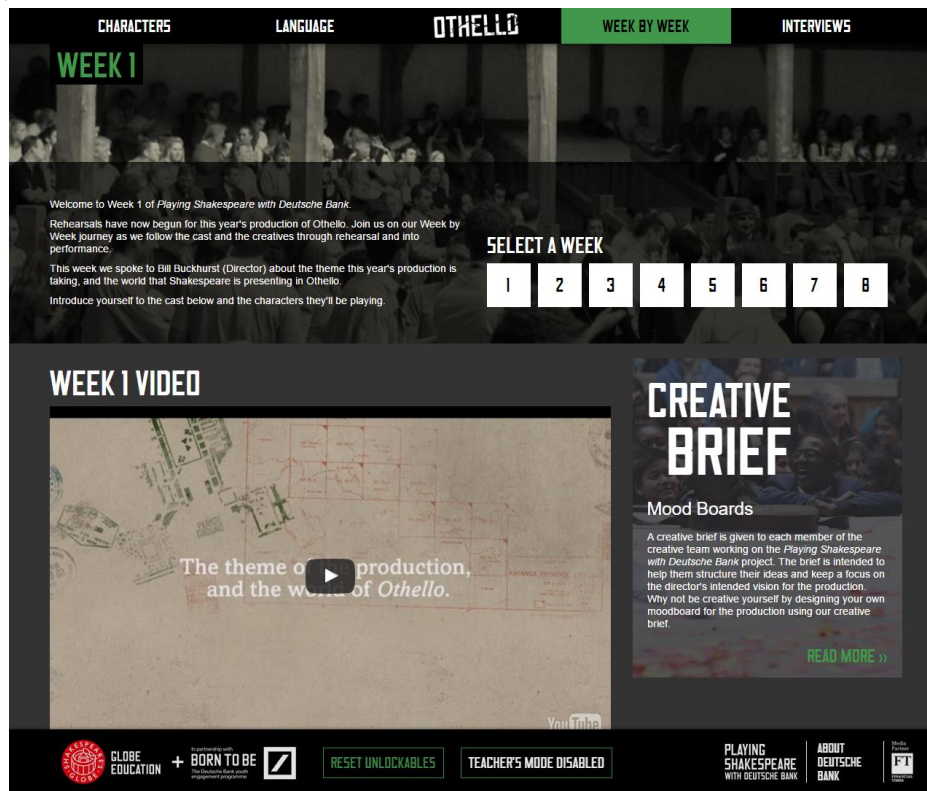 CHARACTERS
LANGUAGE
OTHELLO
WEEK BY WEEK
INTERVIEWS
WEEK 1
Welcome to Week 1 of Playing Shakespeare with Deutsche Bank.
Rehearsals have now begun for this year's production of Othello. Join us on our Week by
Week journey as we follow the cast and the creatives through rehearsal and into
performance.
This week we spoke to Bill Buckhurst (Director) about the theme this year's production is
taking, and the world that Shakespeare is presenting in Othello.
Introduce yourself to the cast below and the characters they'll be playing.
SELECT A WEEK
1 2 3 4 5 6 7 8
WEEK 1 VIDEO
PARADE GROUND
The theme of the production,
and the world of Othello.
YouTube
CREATIVE
BRIEF
Mood Boards
A creative brief is given to each member of the
creative team working on the Playing Shakespeare
with Deutsche Bank project. The brief is intended to
help them structure their ideas and keep a focus on
the director's intended vision for the production.
Why not be creative yourself by designing your own
moodboard for the production using our creative
brief.
READ MORE »
SHAKESPEARE'S GLOBE
GLOBE
EDUCATION
+
In partnership with
BORN TO BE
The Deutsche Bank youth
engagement programme
RESET UNLOCKABLES
TEACHER'S MODE DISABLED
PLAYING
SHAKESPEARE
WITH DEUTSCHE BANK
ABOUT
DEUTSCHE
BANK
Media
Partner
FT
FINANCIAL
TIMES